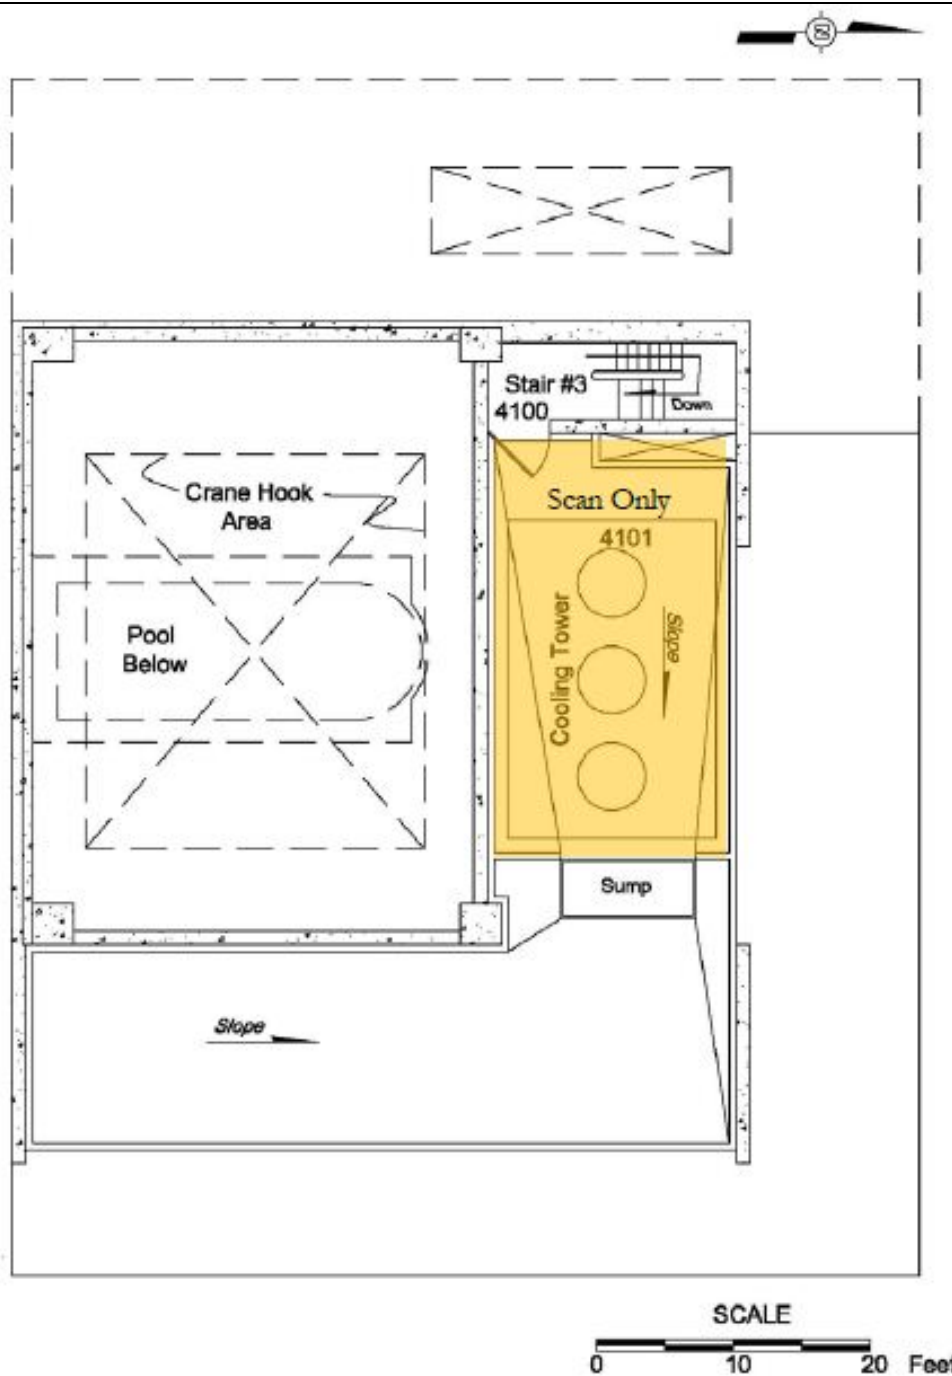 N
Stair #3
4100
Down
Crane Hook
Area
Scan Only
4101
Cooling Tower
Slope
Pool
Below
Sump
Slope
SCALE
0 10 20 Feet